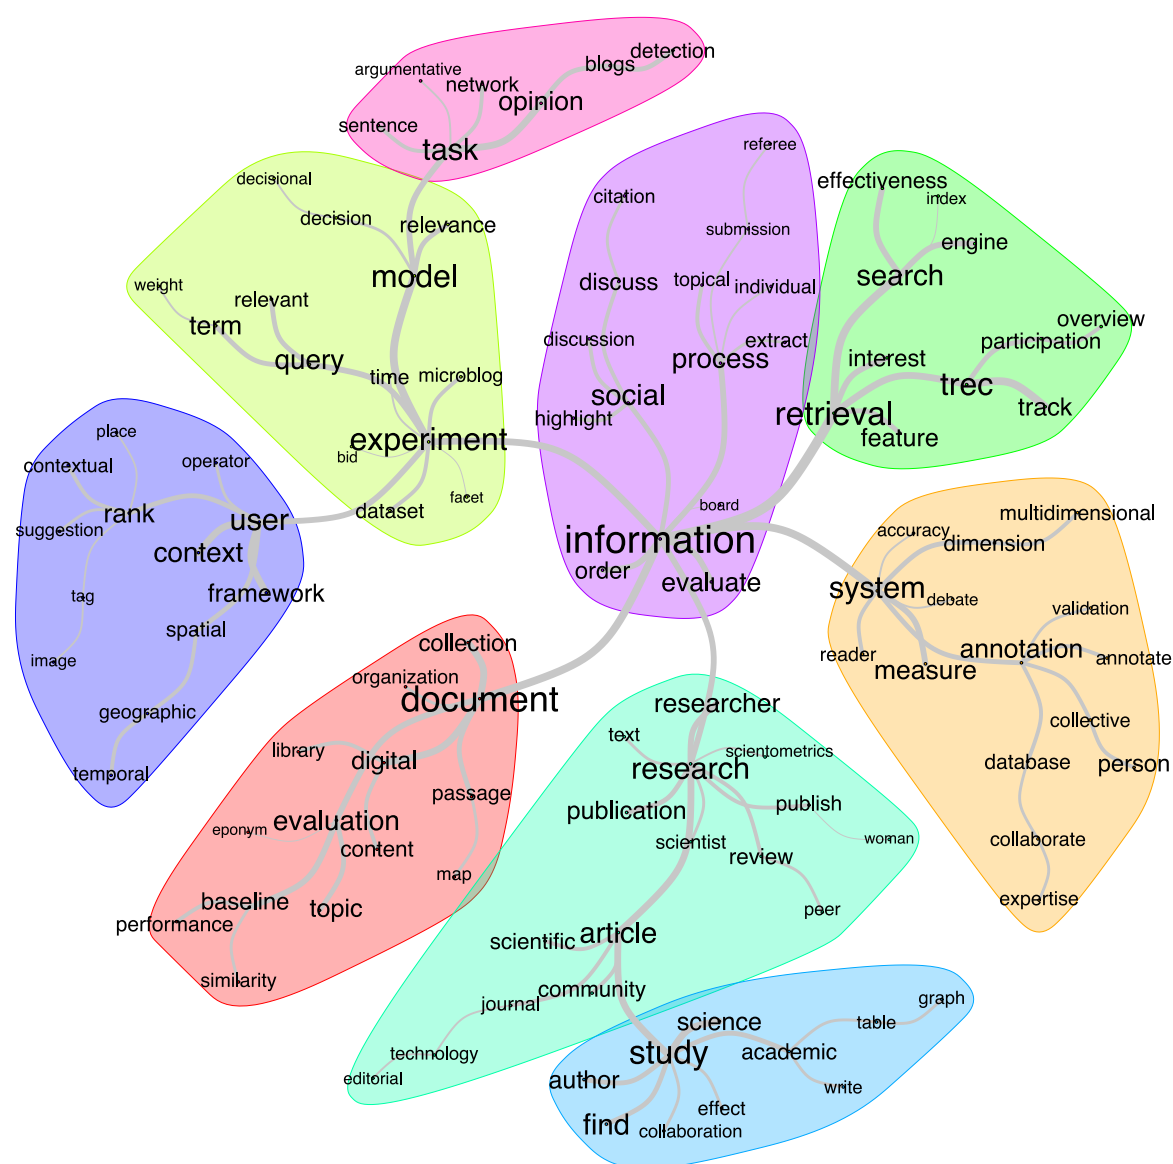 argumentative
network
blogs
detection
opinion
sentence
task
decisional
decision
relevance
model
weight
relevant
term
query
time
microblog
experiment
bid
facet
dataset
referee
citation
submission
discuss
topical
individual
discussion
extract
process
social
highlight
board
information
order
evaluate
effectiveness
index
engine
search
overview
participation
interest
trec
retrieval
track
feature
place
contextual
operator
suggestion
rank
user
context
framework
tag
spatial
image
geographic
temporal
multidimensional
accuracy
dimension
system
debate
validation
reader
measure
annotation
annotate
collective
database
person
collaborate
expertise
collection
organization
document
library
digital
passage
eponym
evaluation
content
map
baseline
topic
performance
similarity
researcher
text
scientometrics
research
publication
publish
scientist
review
woman
peer
article
scientific
community
journal
technology
editorial
graph
science
table
study
academic
author
write
effect
find
collaboration